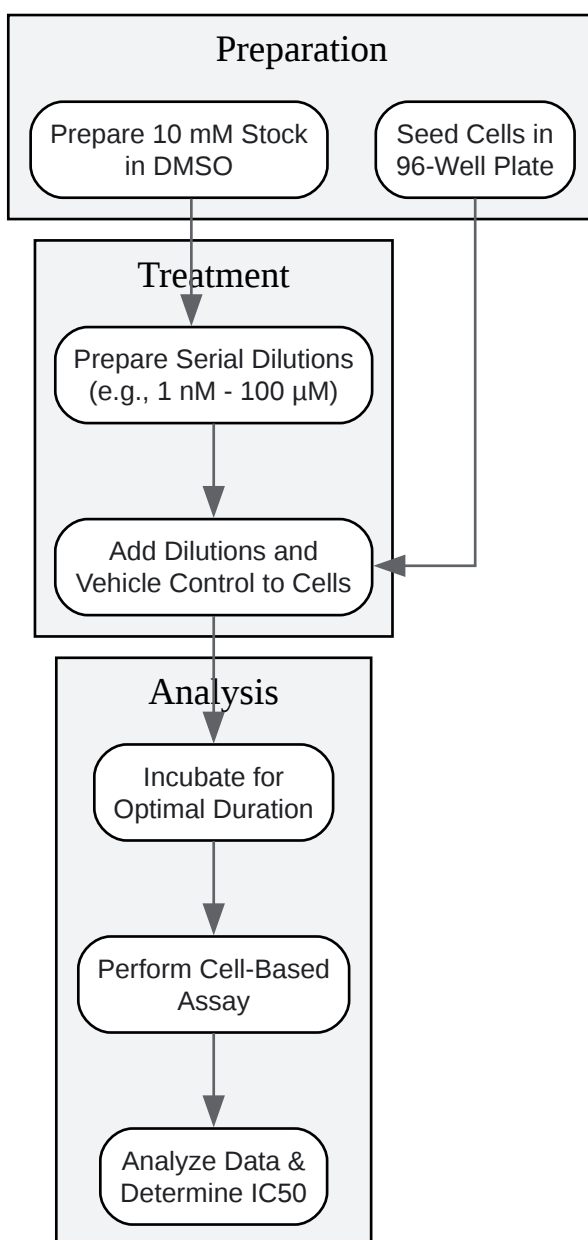 Preparation
Prepare 10 mM Stock
in DMSO
Seed Cells in
96-Well Plate
Treatment
Prepare Serial Dilutions
(e.g., 1 nM - 100 µM)
Add Dilutions and
Vehicle Control to Cells
Analysis
Incubate for
Optimal Duration
Perform Cell-Based
Assay
Analyze Data &
Determine IC50